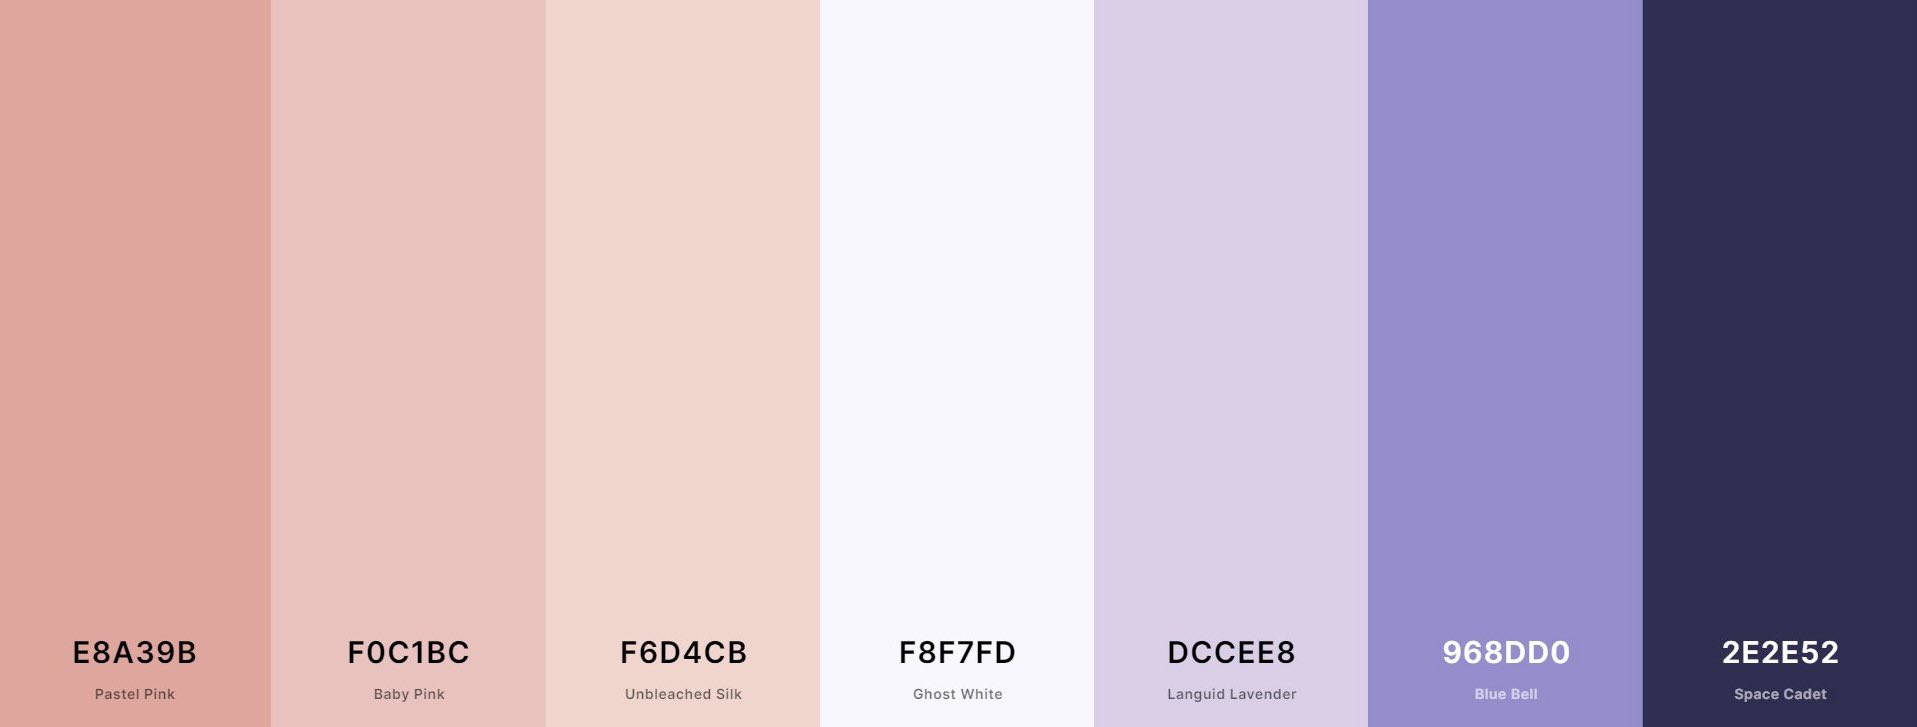 E8A39B
Pastel Pink
F0C1BC
Baby Pink
F6D4CB
Unbleached Silk
F8F7FD
Ghost White
DCCEE8
Languid Lavender
968DD0
Blue Bell
2E2E52
Space Cadet